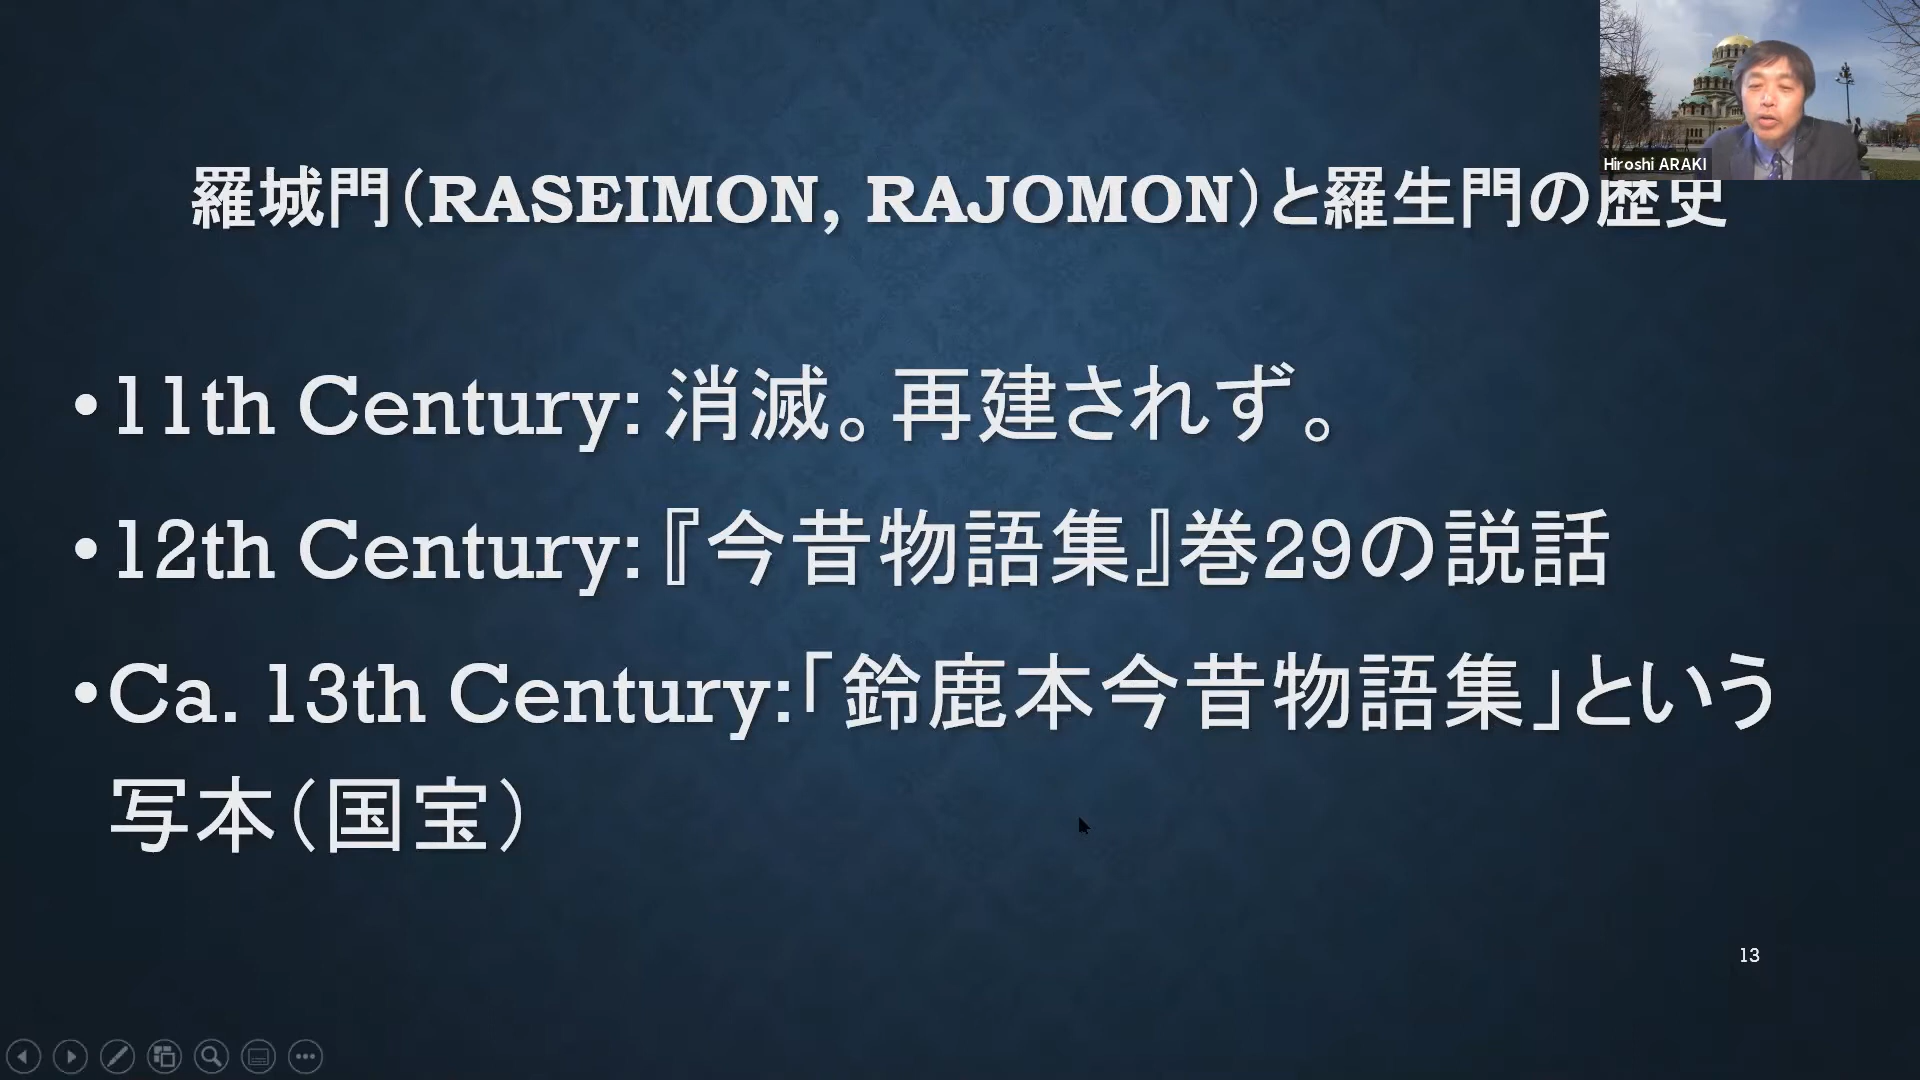 Hiroshi ARAKI
羅城門（RASEIMON, RAJOMON）と羅生門の歴史
•11th Century: 消滅。再建されず。
•12th Century:『今昔物語集』巻29の説話
•Ca. 13th Century:「鈴鹿本今昔物語集」という
写本（国宝）
13